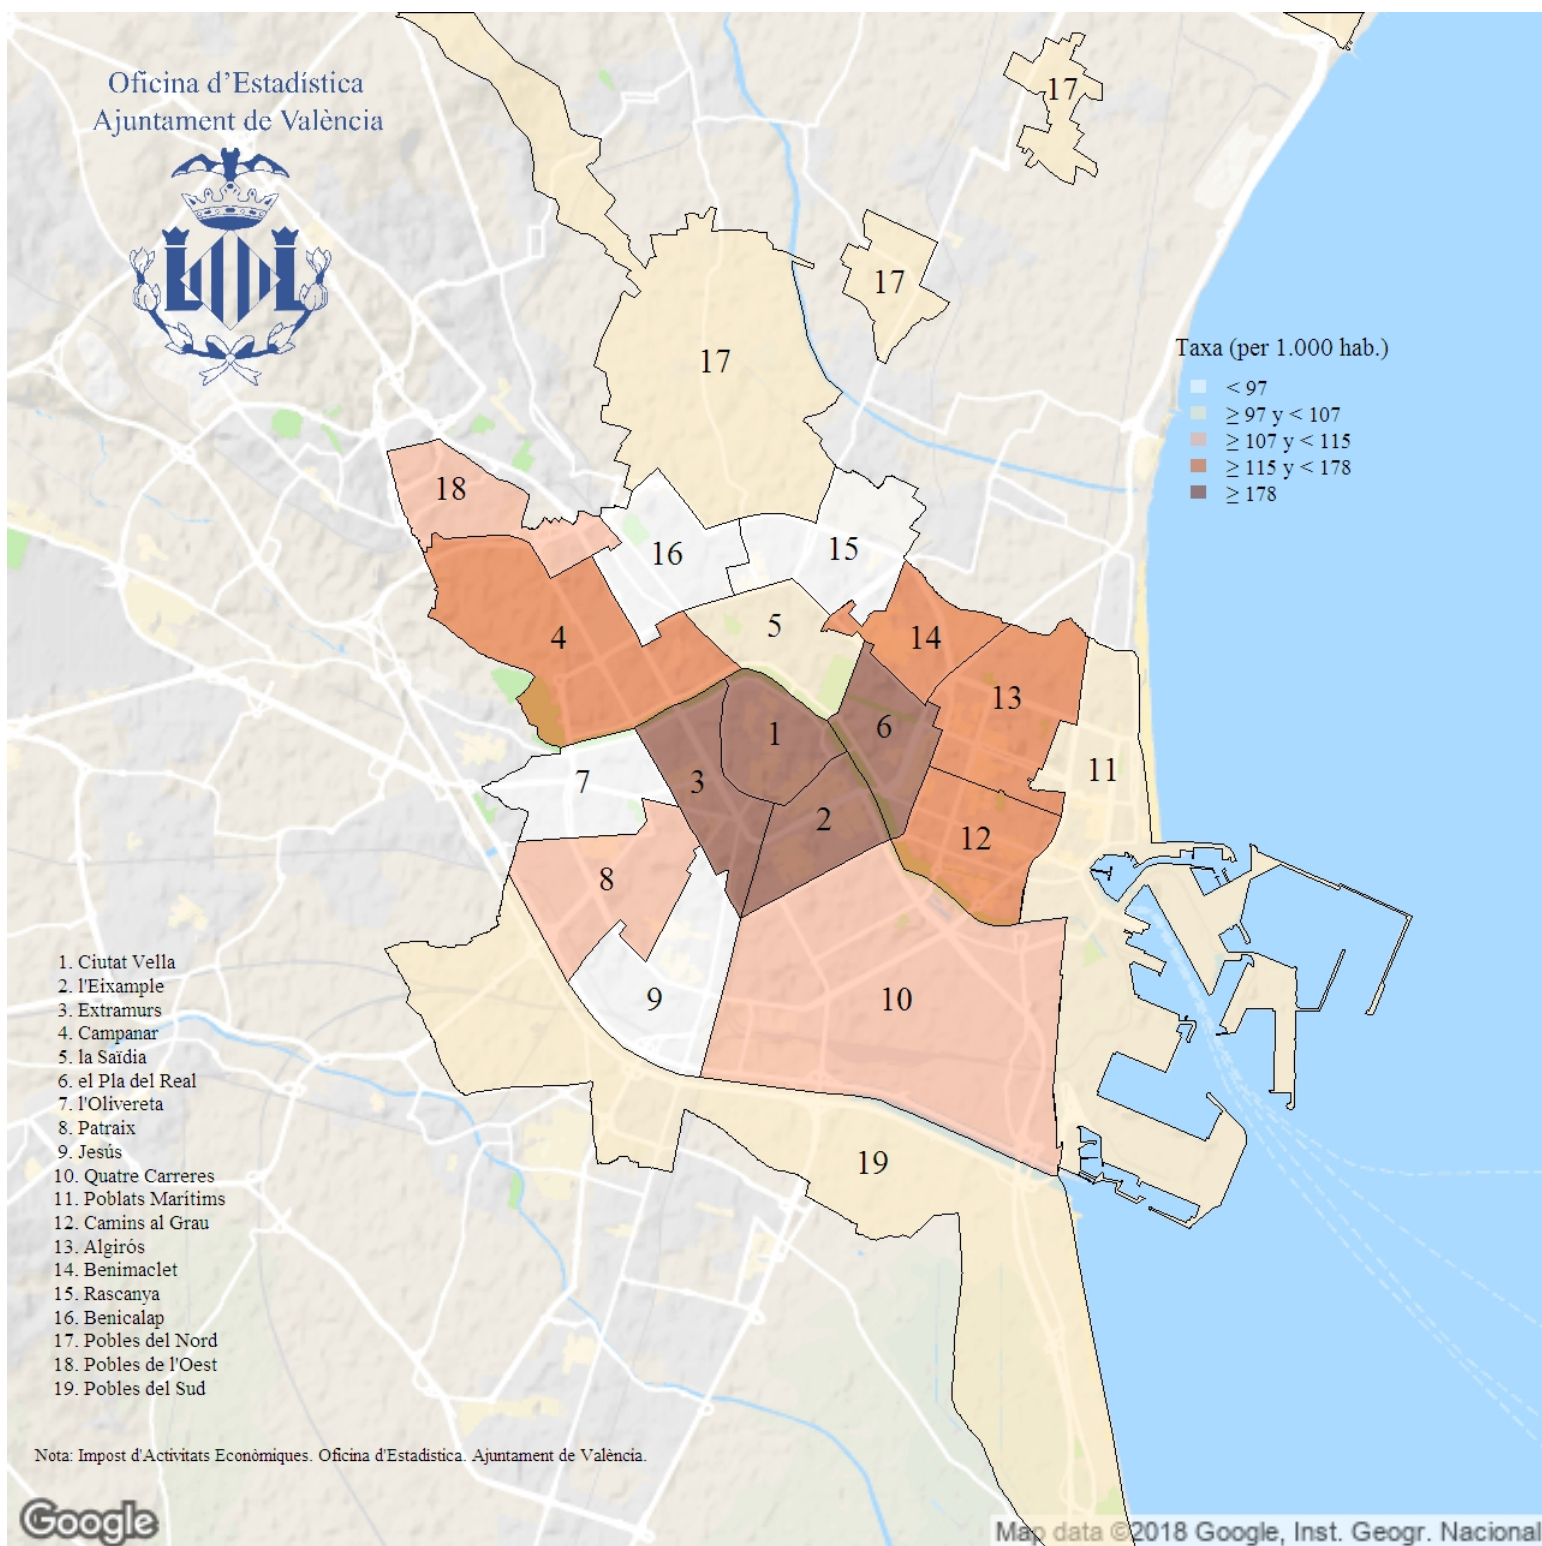 Oficina d'Estadística
Ajuntament de València
17
17
17
Taxa (per 1.000 hab.)
< 97
≥ 97 y < 107
≥ 107 y < 115
≥ 115 y < 178
≥ 178
18
16
15
4
5
14
13
6
1
11
7
3
2
12
8
9
10
19
1. Ciutat Vella
2. l'Eixample
3. Extramurs
4. Campanar
5. la Saïdia
6. el Pla del Real
7. l'Olivereta
8. Patraix
9. Jesús
10. Quatre Carreres
11. Poblats Marítims
12. Camins al Grau
13. Algirós
14. Benimaclet
15. Rascanya
16. Benicalap
17. Pobles del Nord
18. Pobles de l'Oest
19. Pobles del Sud
Nota: Impost d'Activitats Econòmiques. Oficina d'Estadistica. Ajuntament de València.
Google
Map data ©2018 Google, Inst. Geogr. Nacional